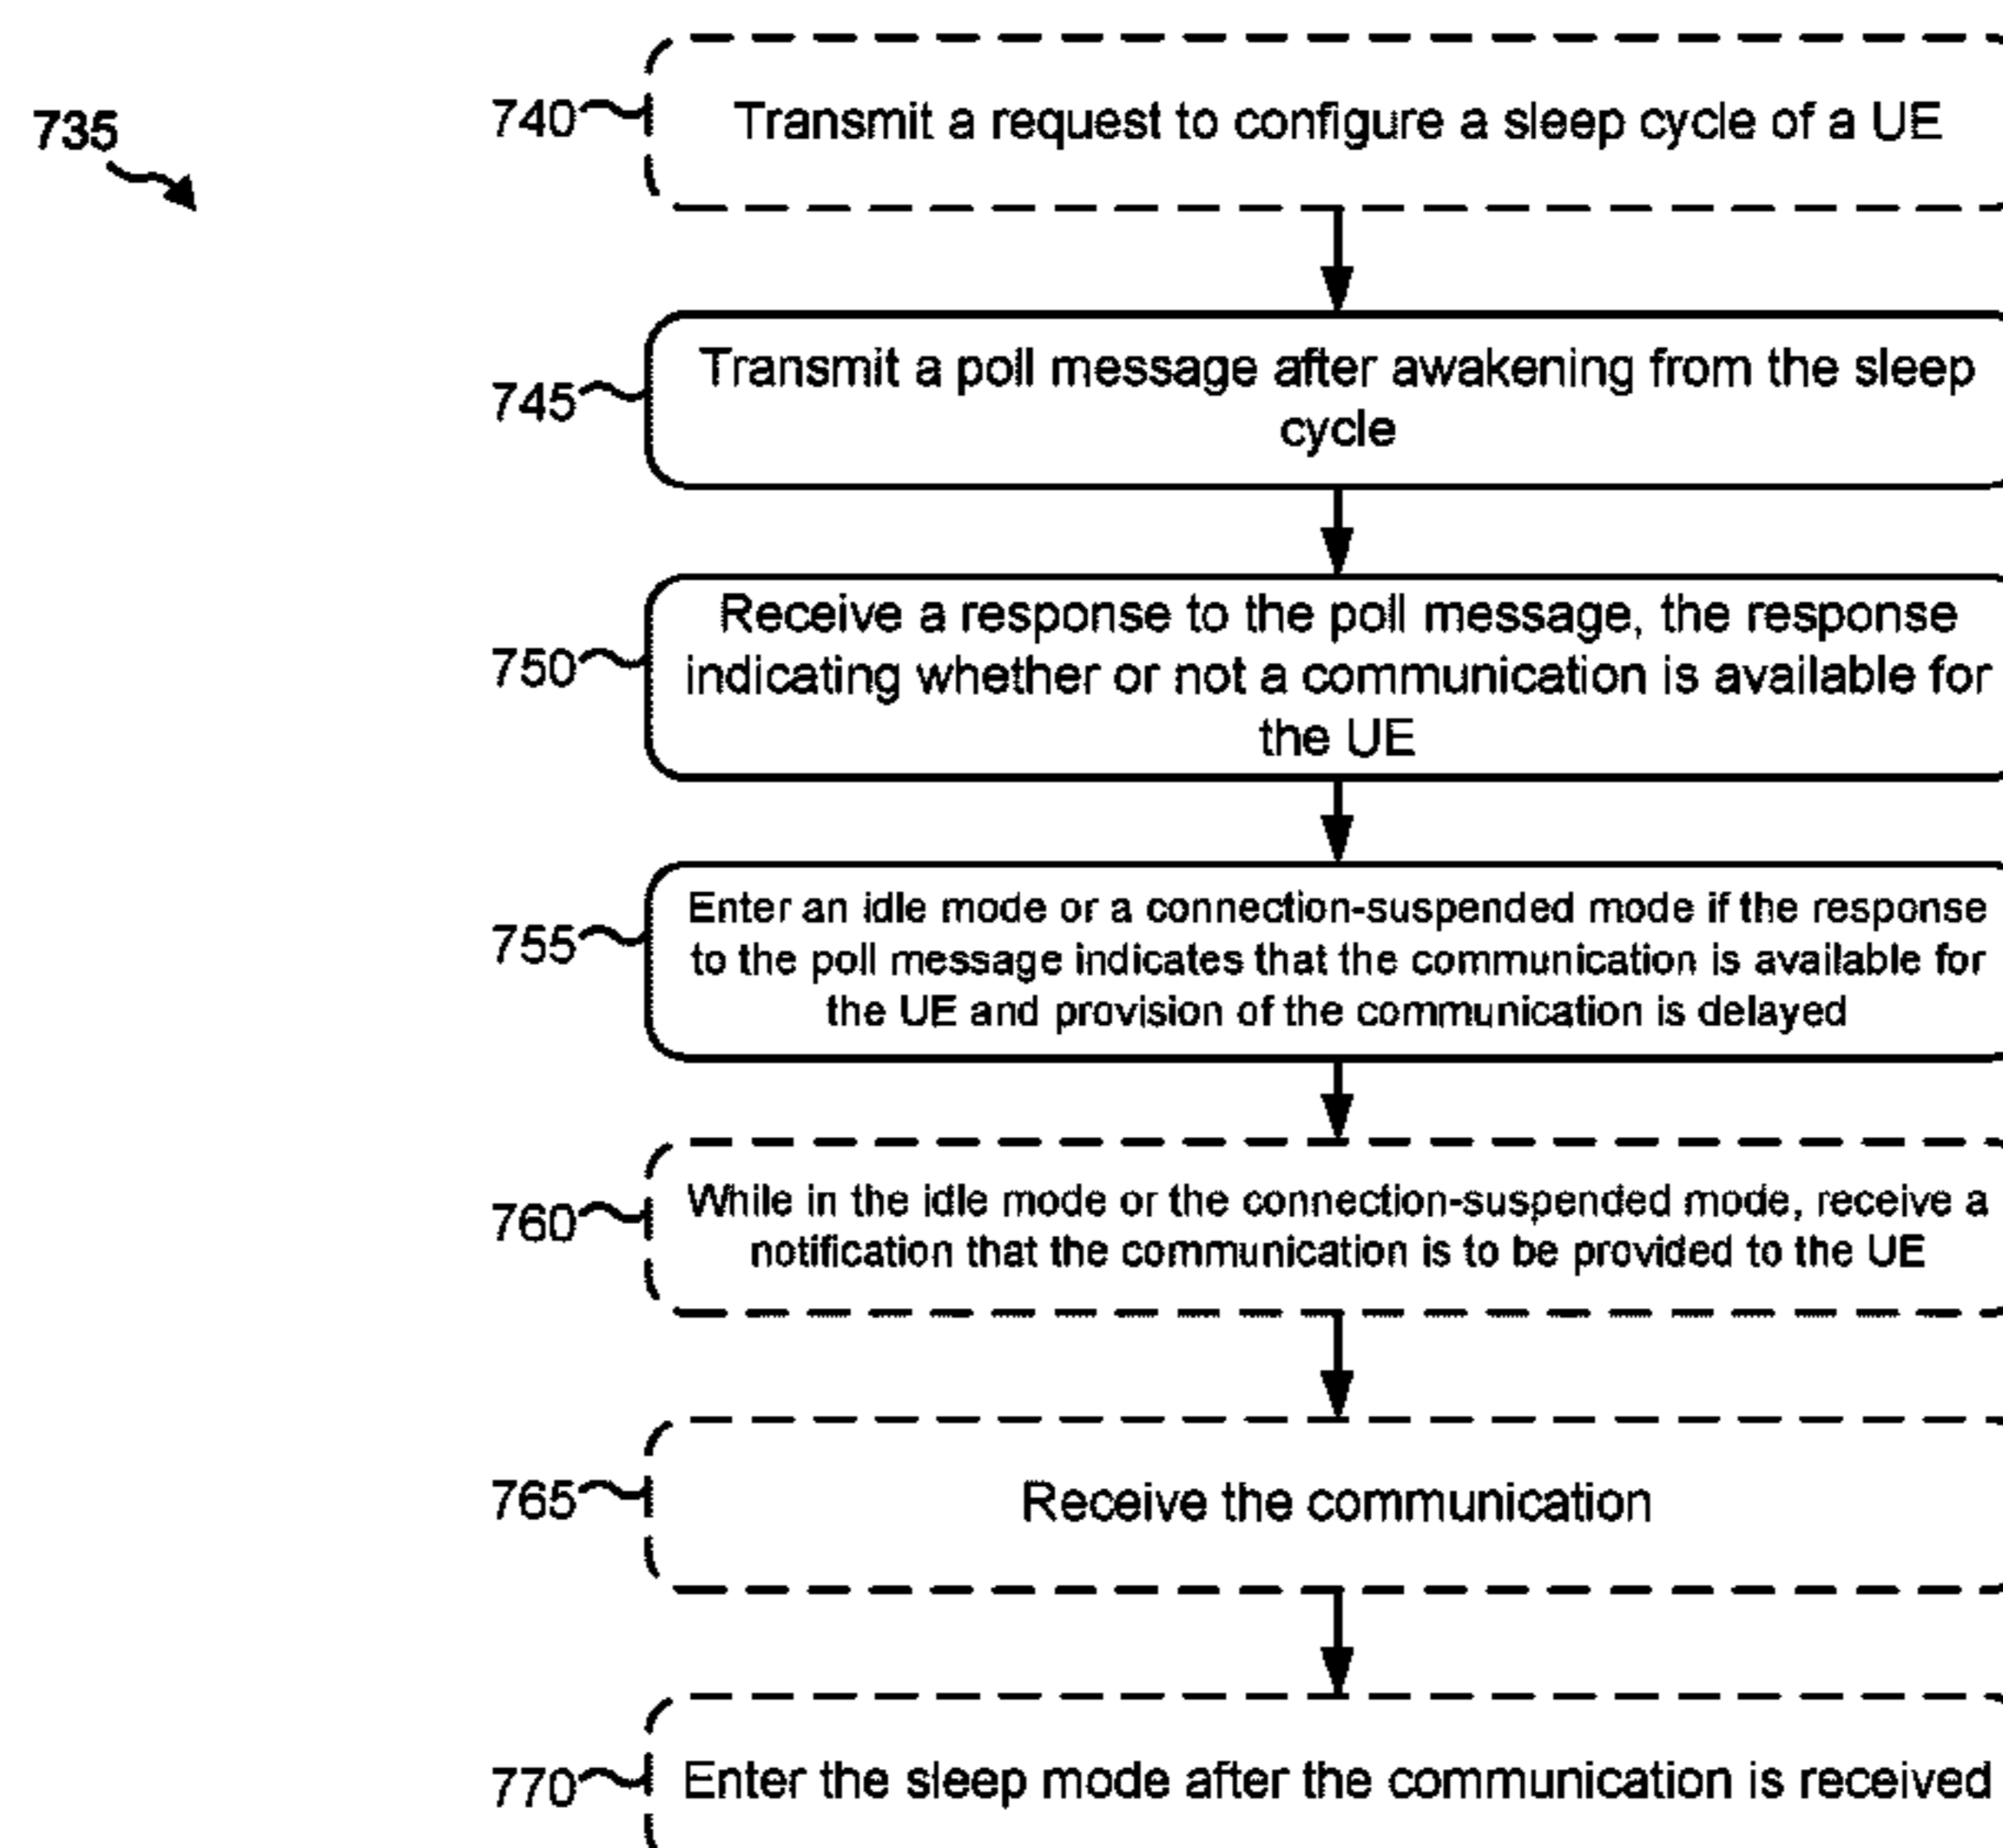 735
740
Transmit a request to configure a sleep cycle of a UE
745
Transmit a poll message after awakening from the sleep
cycle
750
Receive a response to the poll message, the response
indicating whether or not a communication is available for
the UE
755
Enter an idle mode or a connection-suspended mode if the response
to the poll message indicates that the communication is available for
the UE and provision of the communication is delayed
760
While in the idle mode or the connection-suspended mode, receive a
notification that the communication is to be provided to the UE
765
Receive the communication
770
Enter the sleep mode after the communication is received